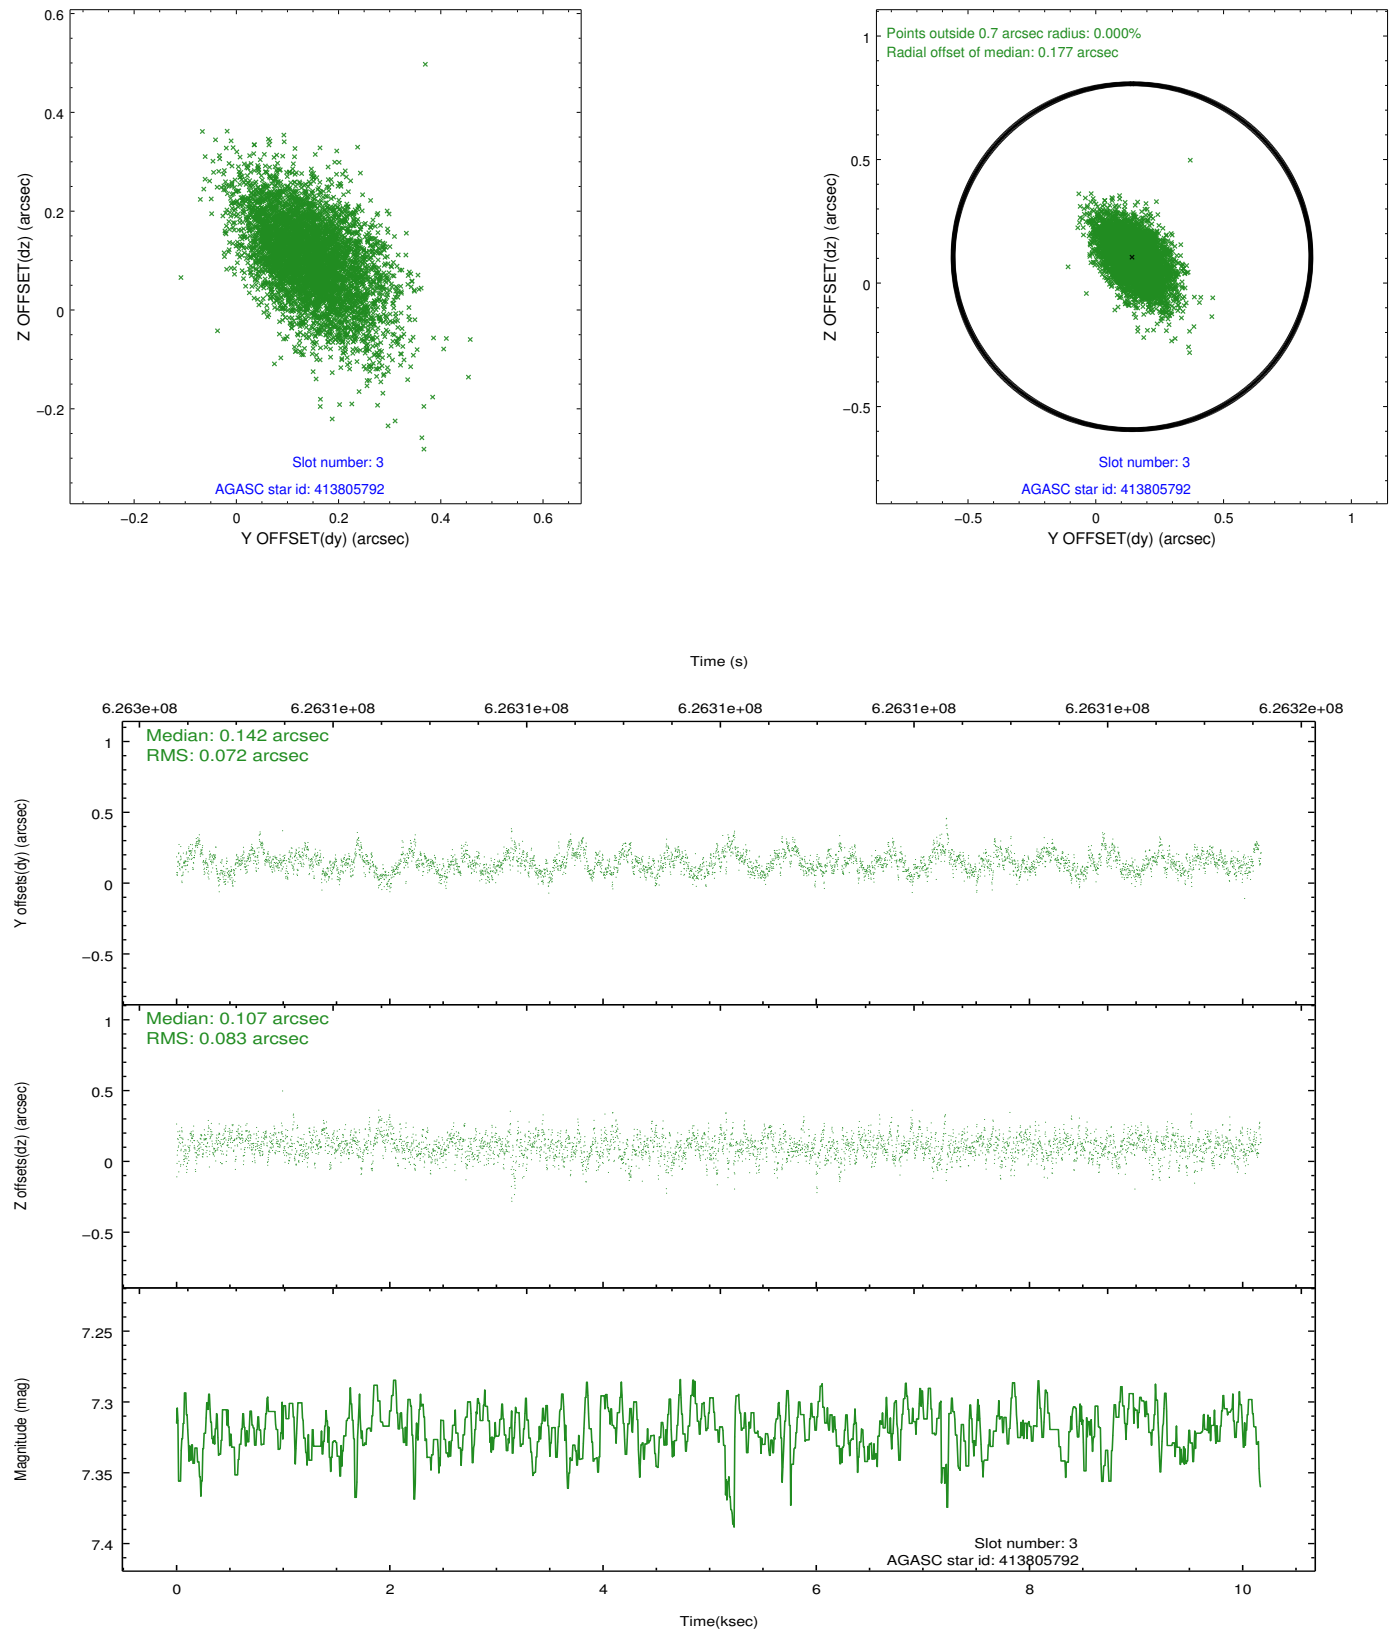 0.6
0.4
0.2
0
−0.2
Z OFFSET(dz) (arcsec)
Slot number: 3
AGASC star id: 413805792
−0.2 0 0.2 0.4 0.6
Y OFFSET(dy) (arcsec)
Points outside 0.7 arcsec radius: 0.000%
Radial offset of median: 0.177 arcsec
1
0.5
0
−0.5
Z OFFSET(dz) (arcsec)
Slot number: 3
AGASC star id: 413805792
−0.5 0 0.5 1
Y OFFSET(dy) (arcsec)
Time (s)
6.263e+08 6.2631e+08 6.2631e+08 6.2631e+08 6.2631e+08 6.2631e+08 6.2632e+08
Median: 0.142 arcsec
RMS: 0.072 arcsec
1
0.5
0
−0.5
Y offsets(dy) (arcsec)
Median: 0.107 arcsec
RMS: 0.083 arcsec
1
0.5
0
−0.5
Z offsets(dz) (arcsec)
7.25
7.3
7.35
7.4
Magnitude (mag)
Slot number: 3
AGASC star id: 413805792
0 2 4 6 8 10
Time(ksec)